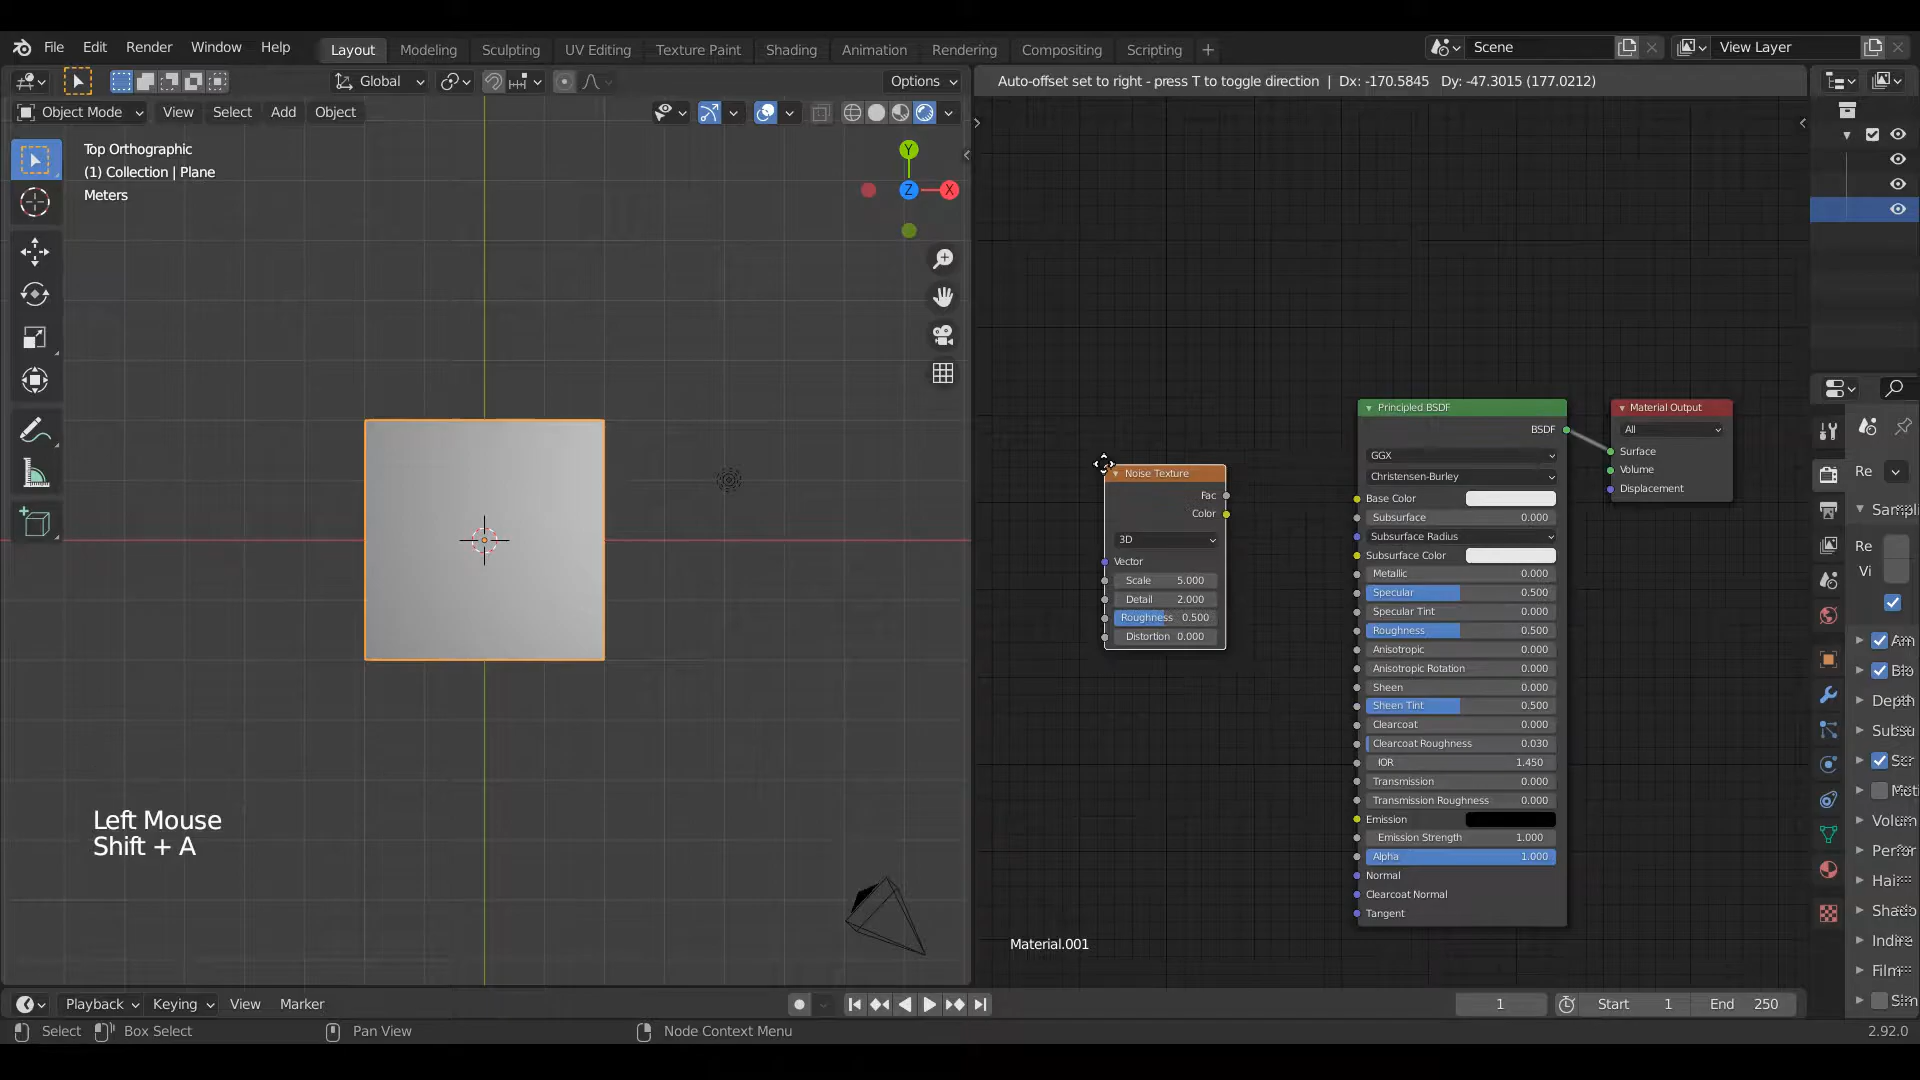 File Edit Render Window Help Layout Modeling Sculpting UV Editing Texture Paint Shading Animation Rendering Compositing Scripting + Scene View Layer
Global Options Auto-offset set to right - press T to toggle direction | Dx: -170.5845 Dy: -47.3015 (177.0212)
Object Mode View Select Add Object
Top Orthographic
(1) Collection | Plane
Meters
Y
Z
X
Noise Texture
Fac
Color
3D
Vector
Scale 5.000
Detail 2.000
Roughness 0.500
Distortion 0.000
Principled BSDF
BSDF
GGX
Christensen-Burley
Base Color
Subsurface 0.000
Subsurface Radius
Subsurface Color
Metallic 0.000
Specular 0.500
Specular Tint 0.000
Roughness 0.500
Anisotropic 0.000
Anisotropic Rotation 0.000
Sheen 0.000
Sheen Tint 0.500
Clearcoat 0.000
Clearcoat Roughness 0.030
IOR 1.450
Transmission 0.000
Transmission Roughness 0.000
Emission
Emission Strength 1.000
Alpha 1.000
Normal
Clearcoat Normal
Tangent
Material Output
All
Surface
Volume
Displacement
Re
Sampli
Re
Vi
Am
Blo
Depth
Subsu
Scr
Mot
Volum
Perfor
Hair
Shado
Indire
Film
Sim
Left Mouse
Shift + A
Material.001
Playback Keying View Marker 1 Start 1 End 250
Select Box Select Pan View Node Context Menu 2.92.0